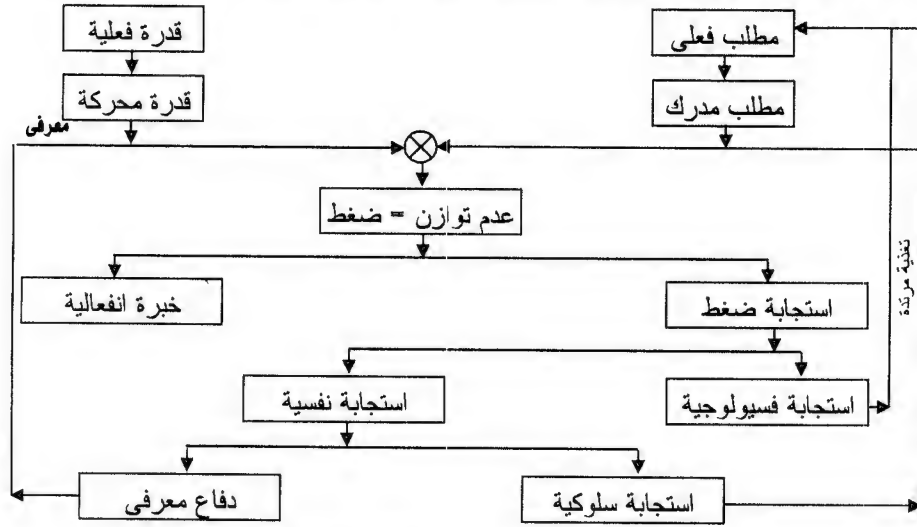 مطلب فعلى
قدرة فعلية
مطلب مدرك
قدرة محركة
معرفى
عدم توازن = ضغط
استجابة ضغط
خبرة انفعالية
تغذية مرتدة
استجابة فسيولوجية
استجابة نفسية
استجابة سلوكية
دفاع معرفى